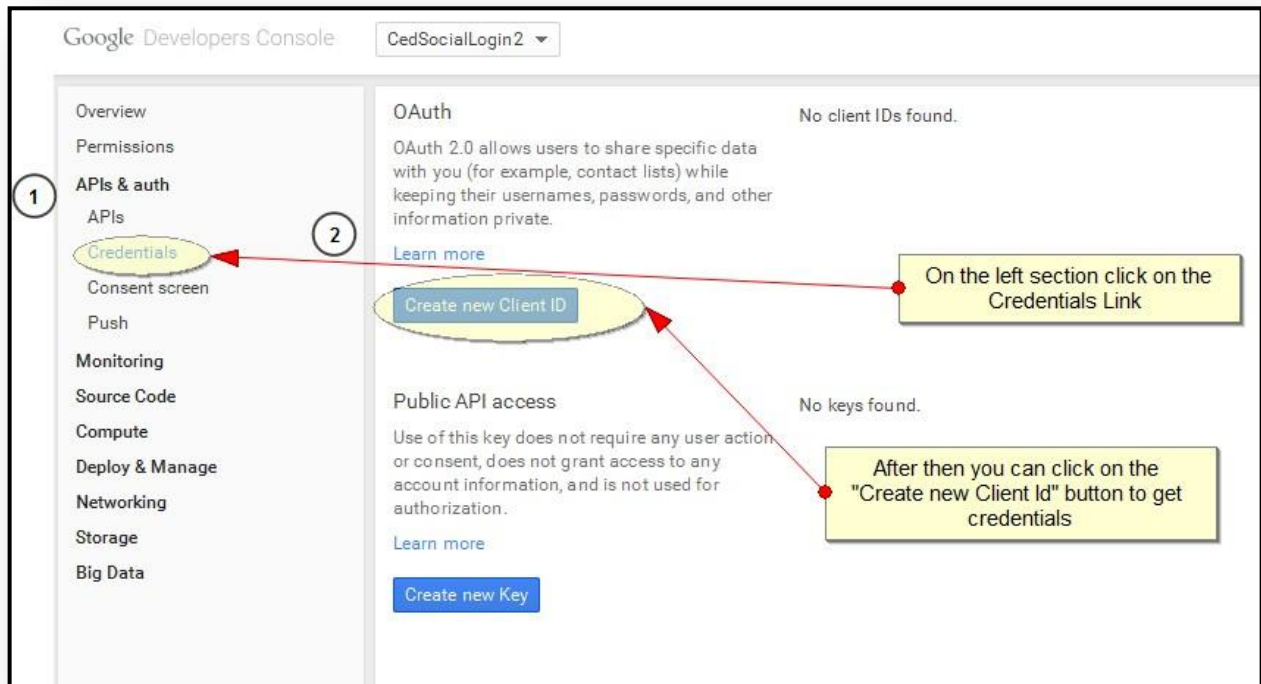 Google Developers Console
CedSocialLogin2
Overview
Permissions
1
APIs & auth
APIs
2
Credentials
Consent screen
Push
Monitoring
Source Code
Compute
Deploy & Manage
Networking
Storage
Big Data
OAuth
No client IDs found.
OAuth 2.0 allows users to share specific data
with you (for example, contact lists) while
keeping their usernames, passwords, and other
information private.
Learn more
On the left section click on the
Credentials Link
Create new Client ID
Public API access
No keys found.
Use of this key does not require any user action
or consent, does not grant access to any
account information, and is not used for
authorization.
Learn more
After then you can click on the
"Create new Client Id" button to get
credentials
Create new Key